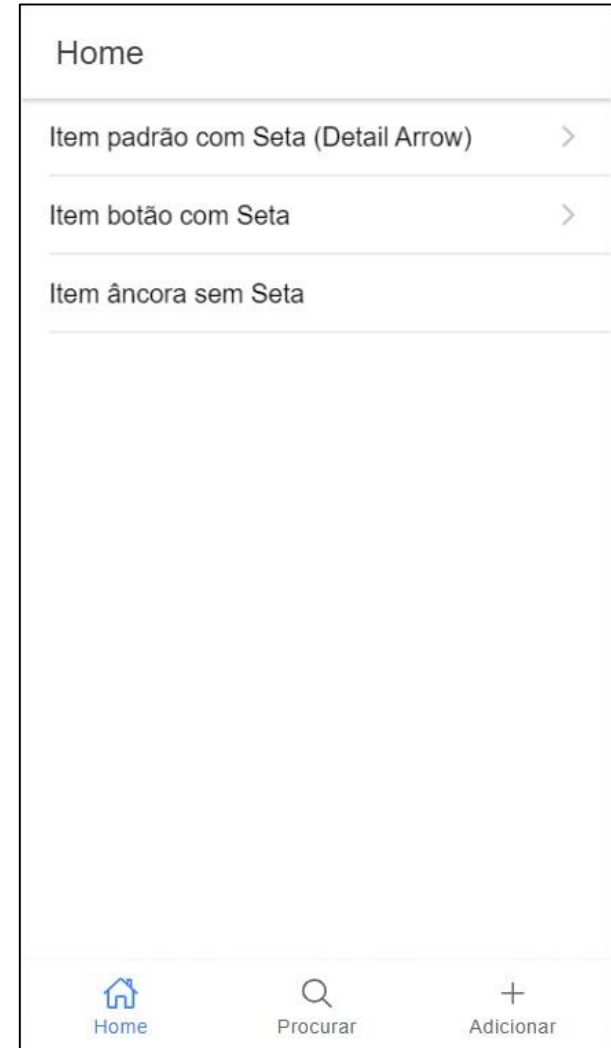 Home
Item padrão com Seta (Detail Arrow)
Item botão com Seta
Item âncora sem Seta
Home Procurar Adicionar